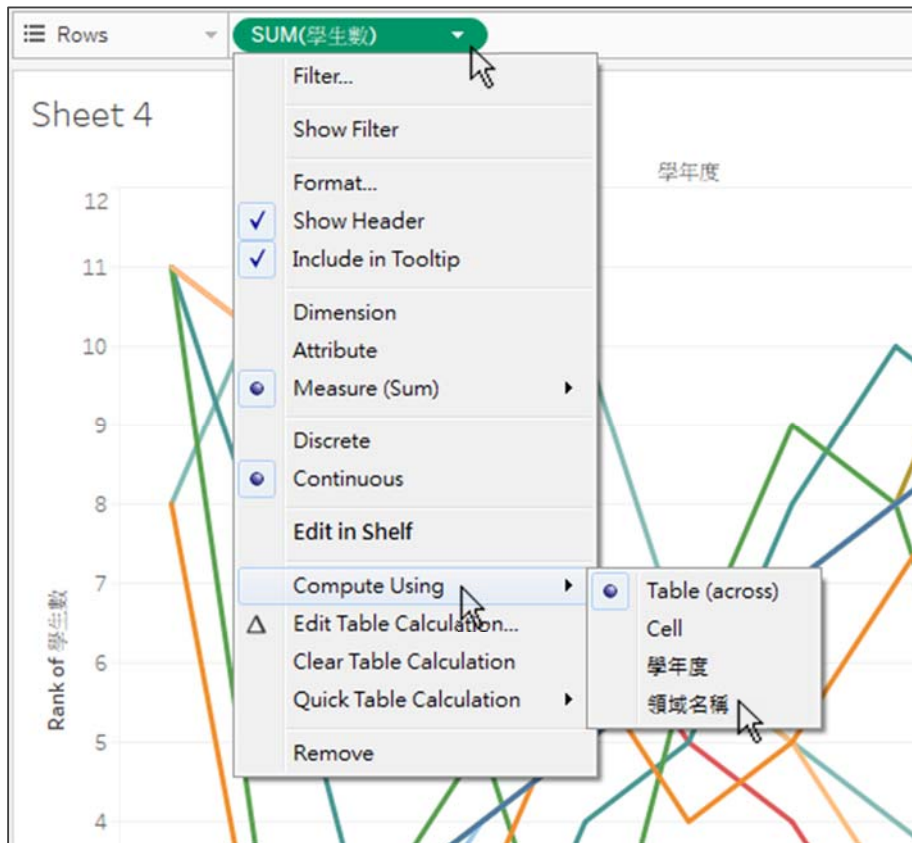 Rows
SUM(學生數)
Sheet 4
Filter...
Show Filter
Format...
Show Header
Include in Tooltip
Dimension
Attribute
Measure (Sum)
Discrete
Continuous
Edit in Shelf
Compute Using
Edit Table Calculation...
Clear Table Calculation
Quick Table Calculation
Remove
Table (across)
Cell
學年度
領域名稱
學年度
12
11
10
9
8
7
6
5
4
Rank of 學生數